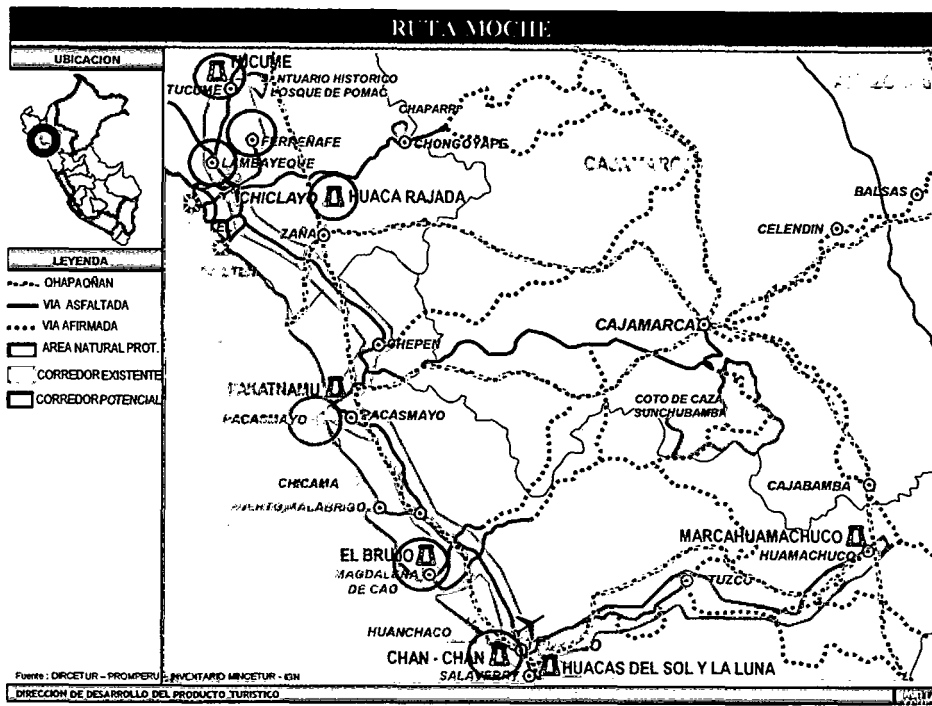 RUTA MOCHE
UBICACION
LEYENDA
OHAPAOÑAN
VIA ASFALTADA
VIA AFIRMADA
AREA NATURAL PROT.
CORREDOR EXISTENTE
CORREDOR POTENCIAL
TUCUME
TUCUME
SANTUARIO HISTORICO
BOSQUE DE POMAC
CHAPARRI
FERREÑAFE
CHONGOYAPE
LAMBAYEQUE
CAJAMARCA
CHICLAYO
HUACA RAJADA
BALSAS
ZAÑA
CELENDIN
CAJAMARCA
CHEPEN
PAKATNAMU
COTO DE CAZA
SUNCHUBAMBA
PACASMAYO
PACASMAYO
CHICAMA
PUERTO MALABRIGO
CAJABAMBA
MARCAHUAMACHUCO
HUAMACHUCO
EL BRUJO
MAGDALENA
DE CAO
TUZCO
HUANCHACO
CHAN - CHAN
HUACAS DEL SOL Y LA LUNA
SALAVERRY
Fuente : DIRCETUR – PROMPERU - INVENTARIO MINCETUR - IGN
DIRECCION DE DESARROLLO DEL PRODUCTO TURISTICO